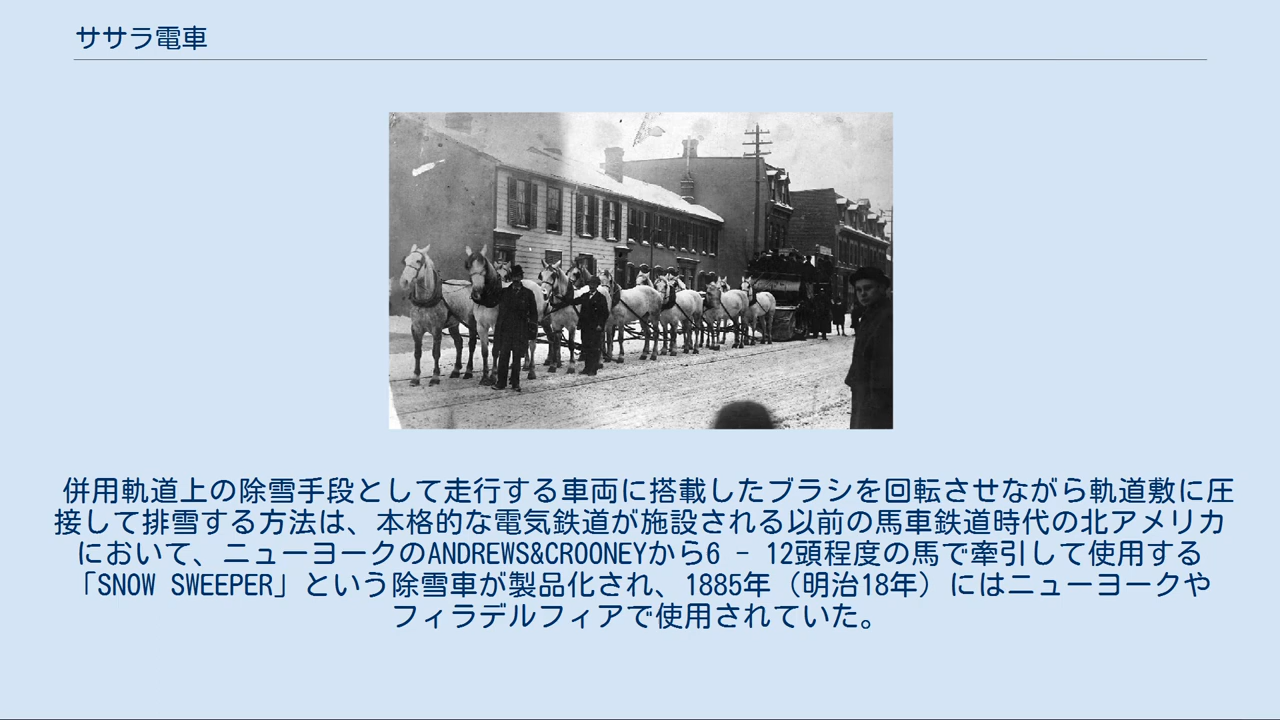 ササラ電車
併用軌道上の除雪手段として走行する車両に搭載したブラシを回転させながら軌道敷に圧
接して排雪する方法は、本格的な電気鉄道が施設される以前の馬車鉄道時代の北アメリカ
において、ニューヨークのANDREWS&CROONEYから6 - 12頭程度の馬で牽引して使用する
「SNOW SWEEPER」という除雪車が製品化され、1885年（明治18年）にはニューヨークや
フィラデルフィアで使用されていた。